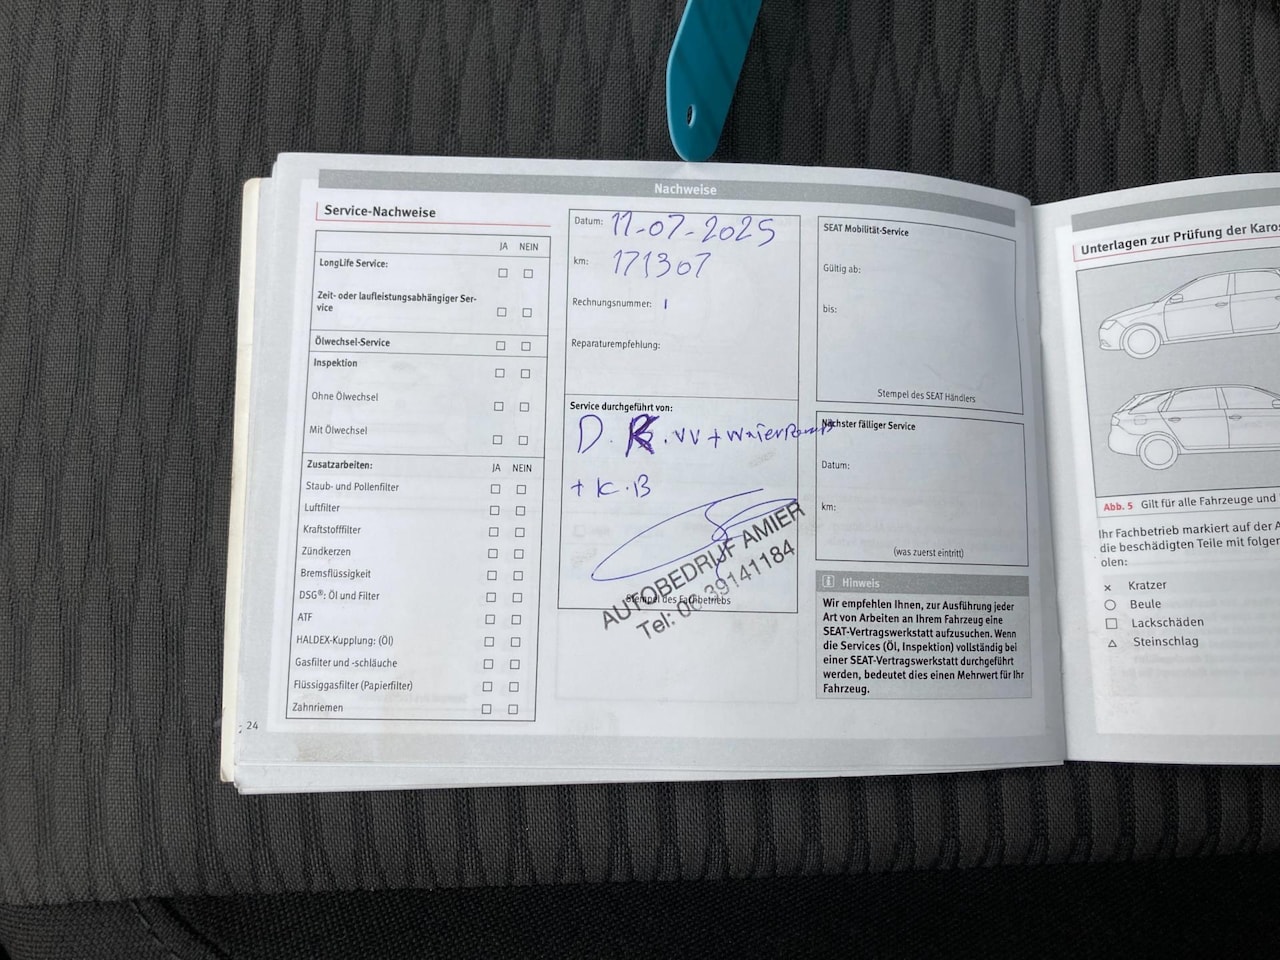 Nachweise
Service-Nachweise
JA NEIN
LongLife Service:
Zeit- oder laufleistungsabhängiger Ser-
vice
Ölwechsel-Service
Inspektion
Ohne Ölwechsel
Mit Ölwechsel
Zusatzarbeiten: JA NEIN
Staub- und Pollenfilter
Luftfilter
Kraftstofffilter
Zündkerzen
Bremsflüssigkeit
DSG®: Öl und Filter
ATF
HALDEX-Kupplung: (Öl)
Gasfilter und -schläuche
Flüssiggasfilter (Papierfilter)
Zahnriemen
24
Datum: 11-07-2025
km: 171307
Rechnungsnummer:
Reparaturempfehlung:
Service durchgeführt von:
+ K.B
AUTOBEDRIJF AMIER
Tel: 06 39141184
Stempel des Fachbetriebs
SEAT Mobilität-Service
Gültig ab:
bis:
Stempel des SEAT Händlers
Nächster fälliger Service
Datum:
km:
(was zuerst eintritt)
Hinweis
Wir empfehlen Ihnen, zur Ausführung jeder
Art von Arbeiten an Ihrem Fahrzeug eine
SEAT-Vertragswerkstatt aufzusuchen. Wenn
die Services (Öl, Inspektion) vollständig bei
einer SEAT-Vertragswerkstatt durchgeführt
werden, bedeutet dies einen Mehrwert für Ihr
Fahrzeug.
Unterlagen zur Prüfung der
Abb. 5 Gilt für alle Fahrzeuge und
Ihr Fachbetrieb markiert auf der
die beschädigten Teile mit
olen:
Kratzer
Beule
Lackschäden
Steinschlag